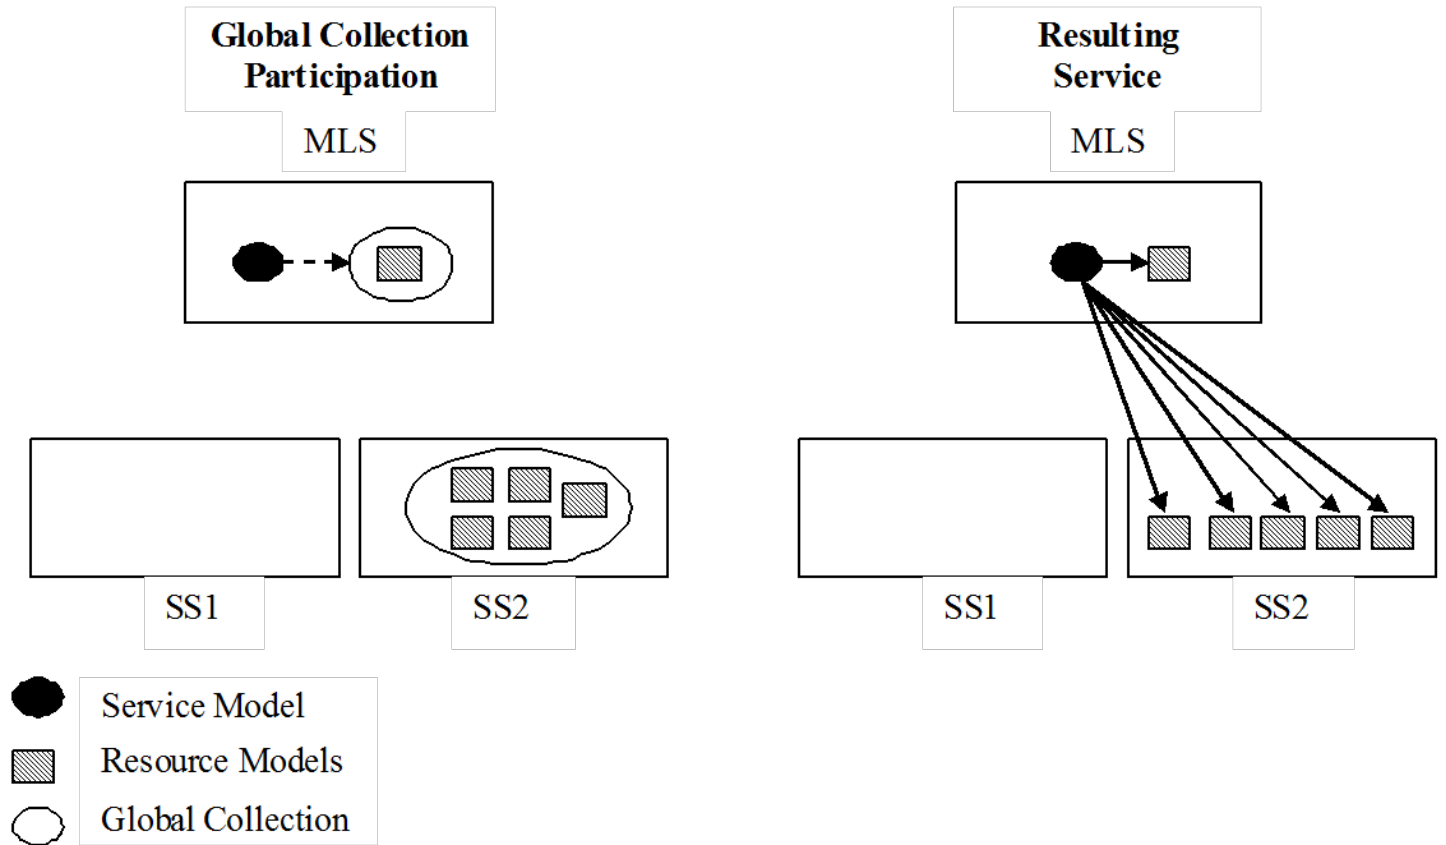 Global Collection
Participation
MLS
SS1
SS2
Resulting
Service
MLS
SS1
SS2
Service Model
Resource Models
Global Collection